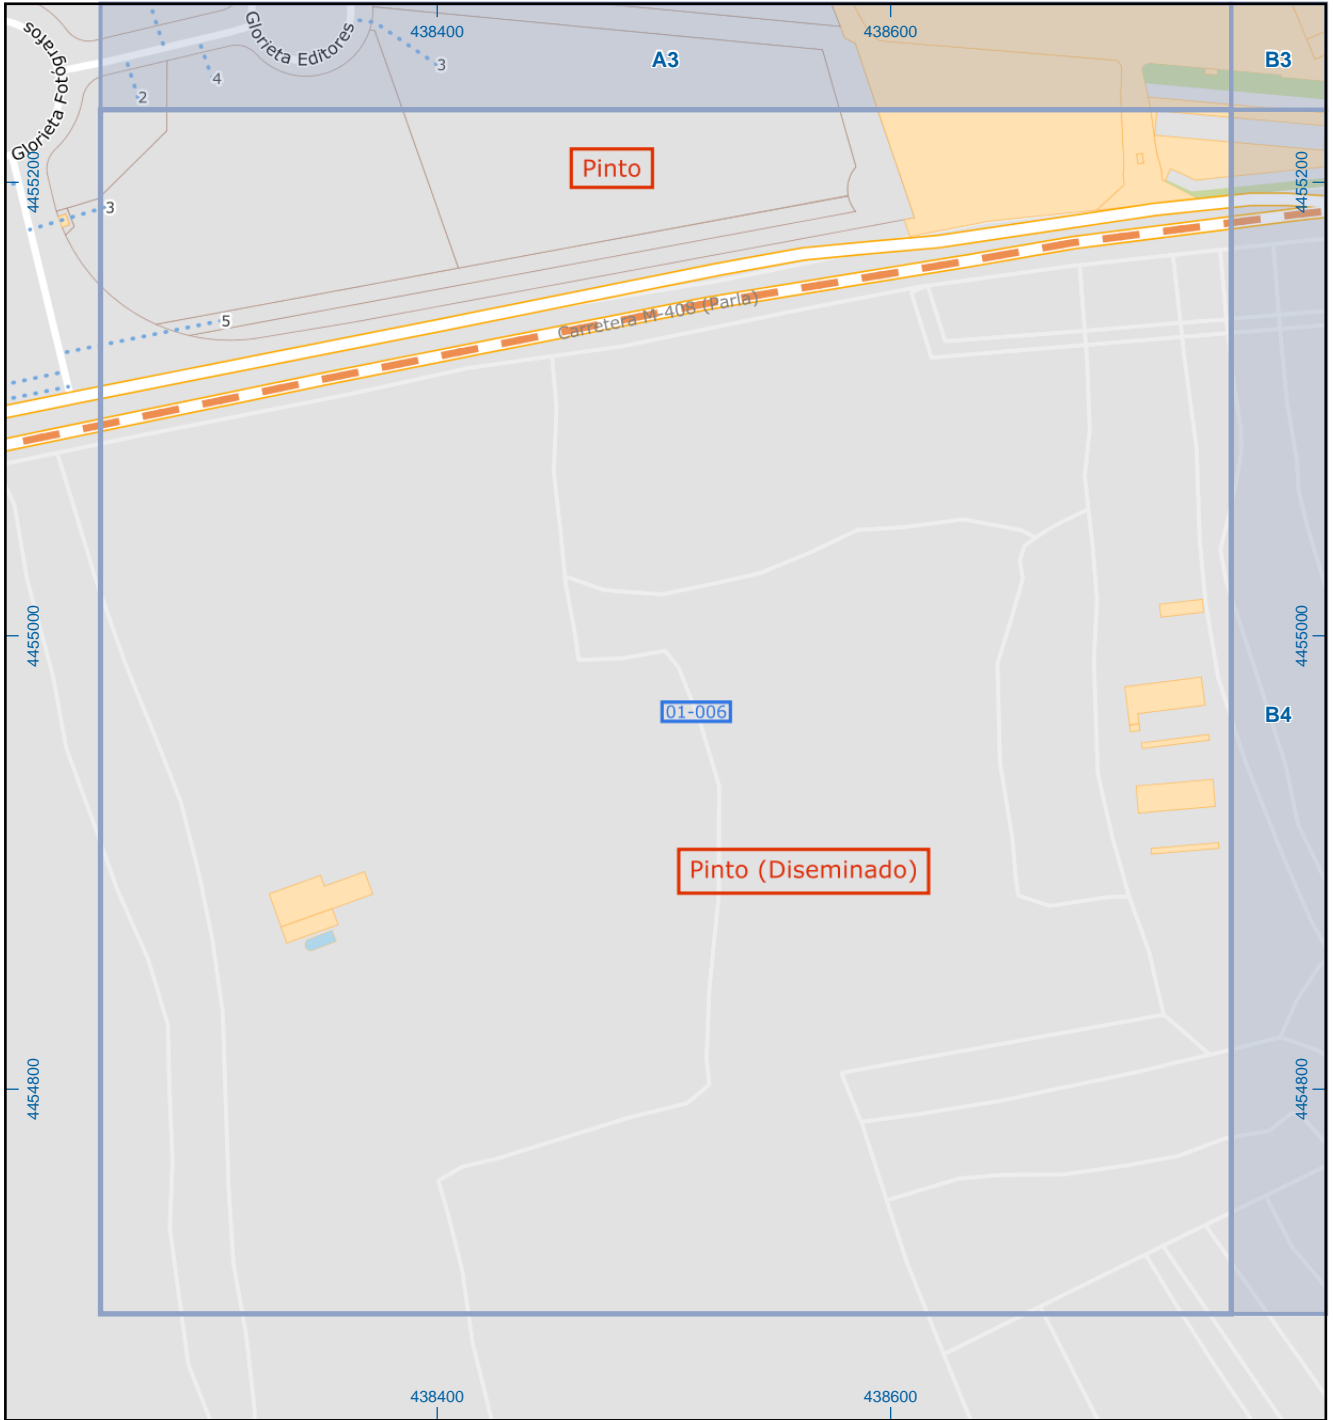 Glorieta Fotógrafos
Glorieta Editores
438400
438600
A3
B3
3
4
2
Pinto
4455200
4455200
3
5
Carretera M-408 (Parla)
4455000
4455000
01-006
B4
Pinto (Diseminado)
4454800
4454800
438400
438600